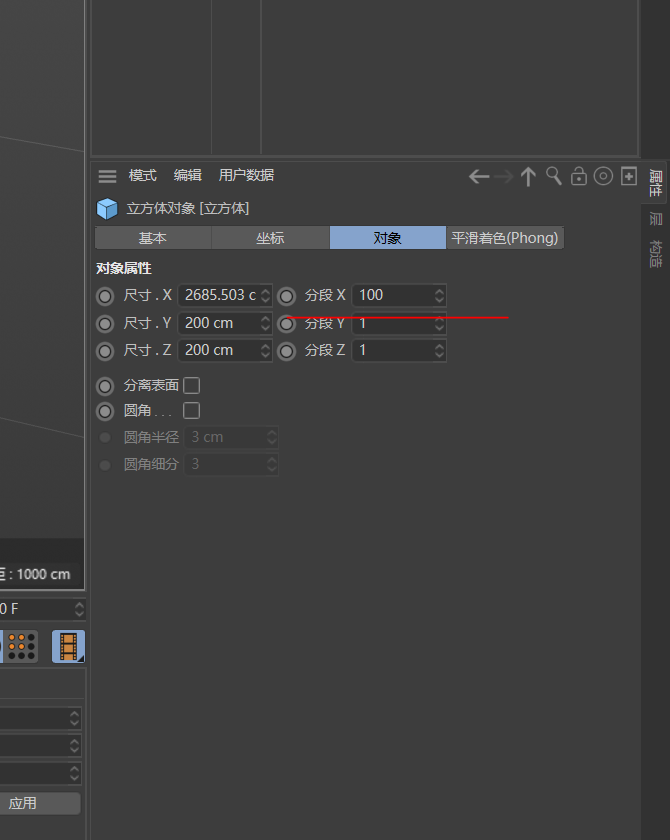 模式 编辑 用户数据
立方体对象 [立方体]
基本 坐标 对象 平滑着色(Phong)
对象属性
尺寸 . X 2685.503 c 分段 X 100
尺寸 . Y 200 cm 分段 Y 1
尺寸 . Z 200 cm 分段 Z 1
分离表面
圆角 . . .
圆角半径 3 cm
圆角细分 3
属性
层
构造
: 1000 cm
0 F
应用